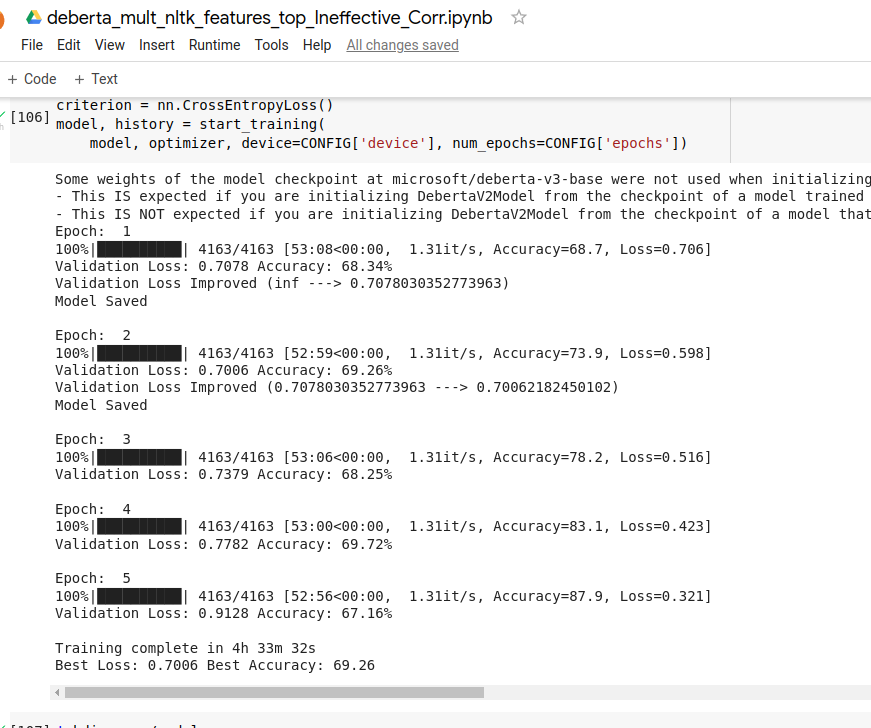 deberta_mult_nltk_features_top_Ineffective_Corr.ipynb
File Edit View Insert Runtime Tools Help All changes saved
+ Code + Text
criterion = nn.CrossEntropyLoss()
[106] model, history = start_training(
model, optimizer, device=CONFIG['device'], num_epochs=CONFIG['epochs'])
Some weights of the model checkpoint at microsoft/deberta-v3-base were not used when initializing
- This IS expected if you are initializing DebertaV2Model from the checkpoint of a model trained
- This IS NOT expected if you are initializing DebertaV2Model from the checkpoint of a model that
Epoch: 1
100%|██████████| 4163/4163 [53:08<00:00, 1.31it/s, Accuracy=68.7, Loss=0.706]
Validation Loss: 0.7078 Accuracy: 68.34%
Validation Loss Improved (inf ---> 0.7078030352773963)
Model Saved
Epoch: 2
100%|██████████| 4163/4163 [52:59<00:00, 1.31it/s, Accuracy=73.9, Loss=0.598]
Validation Loss: 0.7006 Accuracy: 69.26%
Validation Loss Improved (0.7078030352773963 ---> 0.70062182450102)
Model Saved
Epoch: 3
100%|██████████| 4163/4163 [53:06<00:00, 1.31it/s, Accuracy=78.2, Loss=0.516]
Validation Loss: 0.7379 Accuracy: 68.25%
Epoch: 4
100%|██████████| 4163/4163 [53:00<00:00, 1.31it/s, Accuracy=83.1, Loss=0.423]
Validation Loss: 0.7782 Accuracy: 69.72%
Epoch: 5
100%|██████████| 4163/4163 [52:56<00:00, 1.31it/s, Accuracy=87.9, Loss=0.321]
Validation Loss: 0.9128 Accuracy: 67.16%
Training complete in 4h 33m 32s
Best Loss: 0.7006 Best Accuracy: 69.26